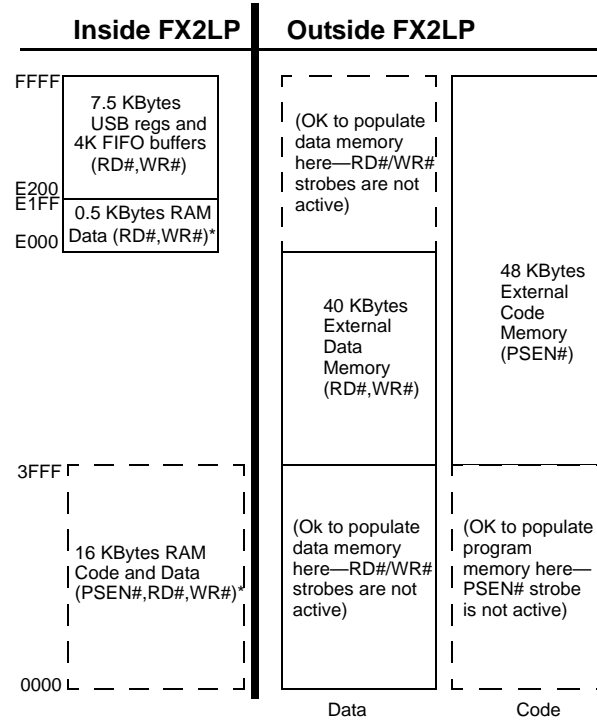 Inside FX2LP
Outside FX2LP
FFFF
7.5 KBytes
USB regs and
4K FIFO buffers
(RD#,WR#)
E200
E1FF
0.5 KBytes RAM
Data (RD#,WR#)*
E000
(OK to populate
data memory
here—RD#/WR#
strobes are not
active)
40 KBytes
External
Data
Memory
(RD#,WR#)
48 KBytes
External
Code
Memory
(PSEN#)
3FFF
16 KBytes RAM
Code and Data
(PSEN#,RD#,WR#)*
(Ok to populate
data memory
here—RD#/WR#
strobes are not
active)
(OK to populate
program
memory here—
PSEN# strobe
is not active)
0000
Data
Code